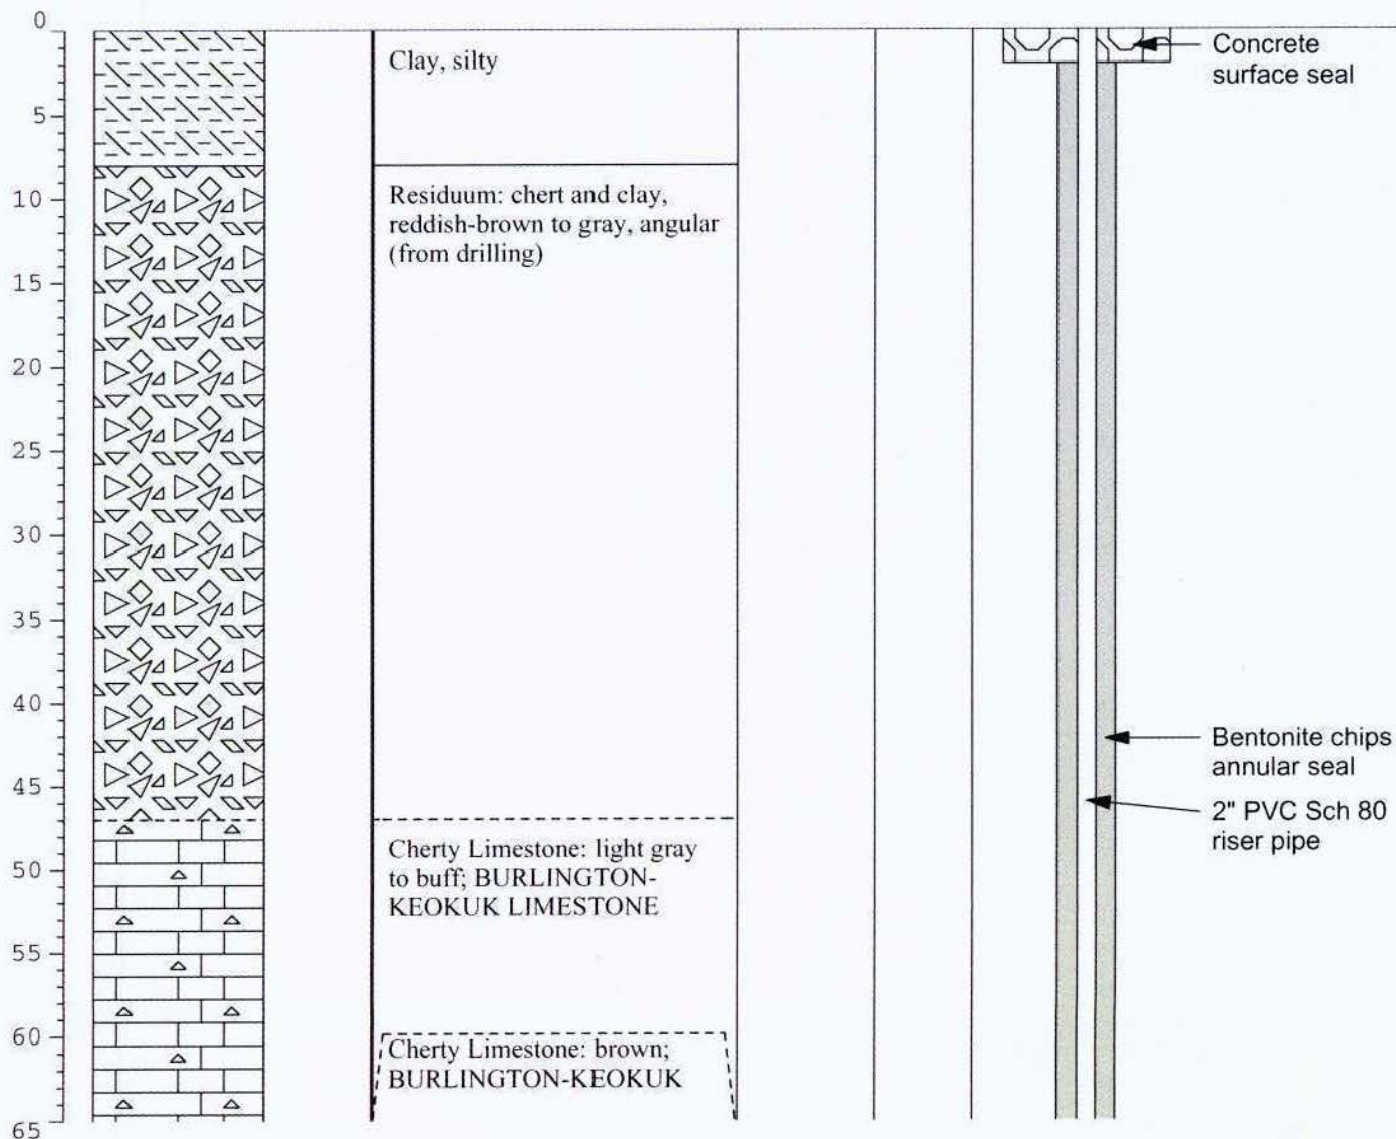 0
5
10
15
20
25
30
35
40
45
50
55
60
65
Clay, silty
Residuum: chert and clay,
reddish-brown to gray, angular
(from drilling)
Cherty Limestone: light gray
to buff; BURLINGTON-
KEOKUK LIMESTONE
Cherty Limestone: brown;
BURLINGTON-KEOKUK
Concrete
surface seal
Bentonite chips
annular seal
2" PVC Sch 80
riser pipe